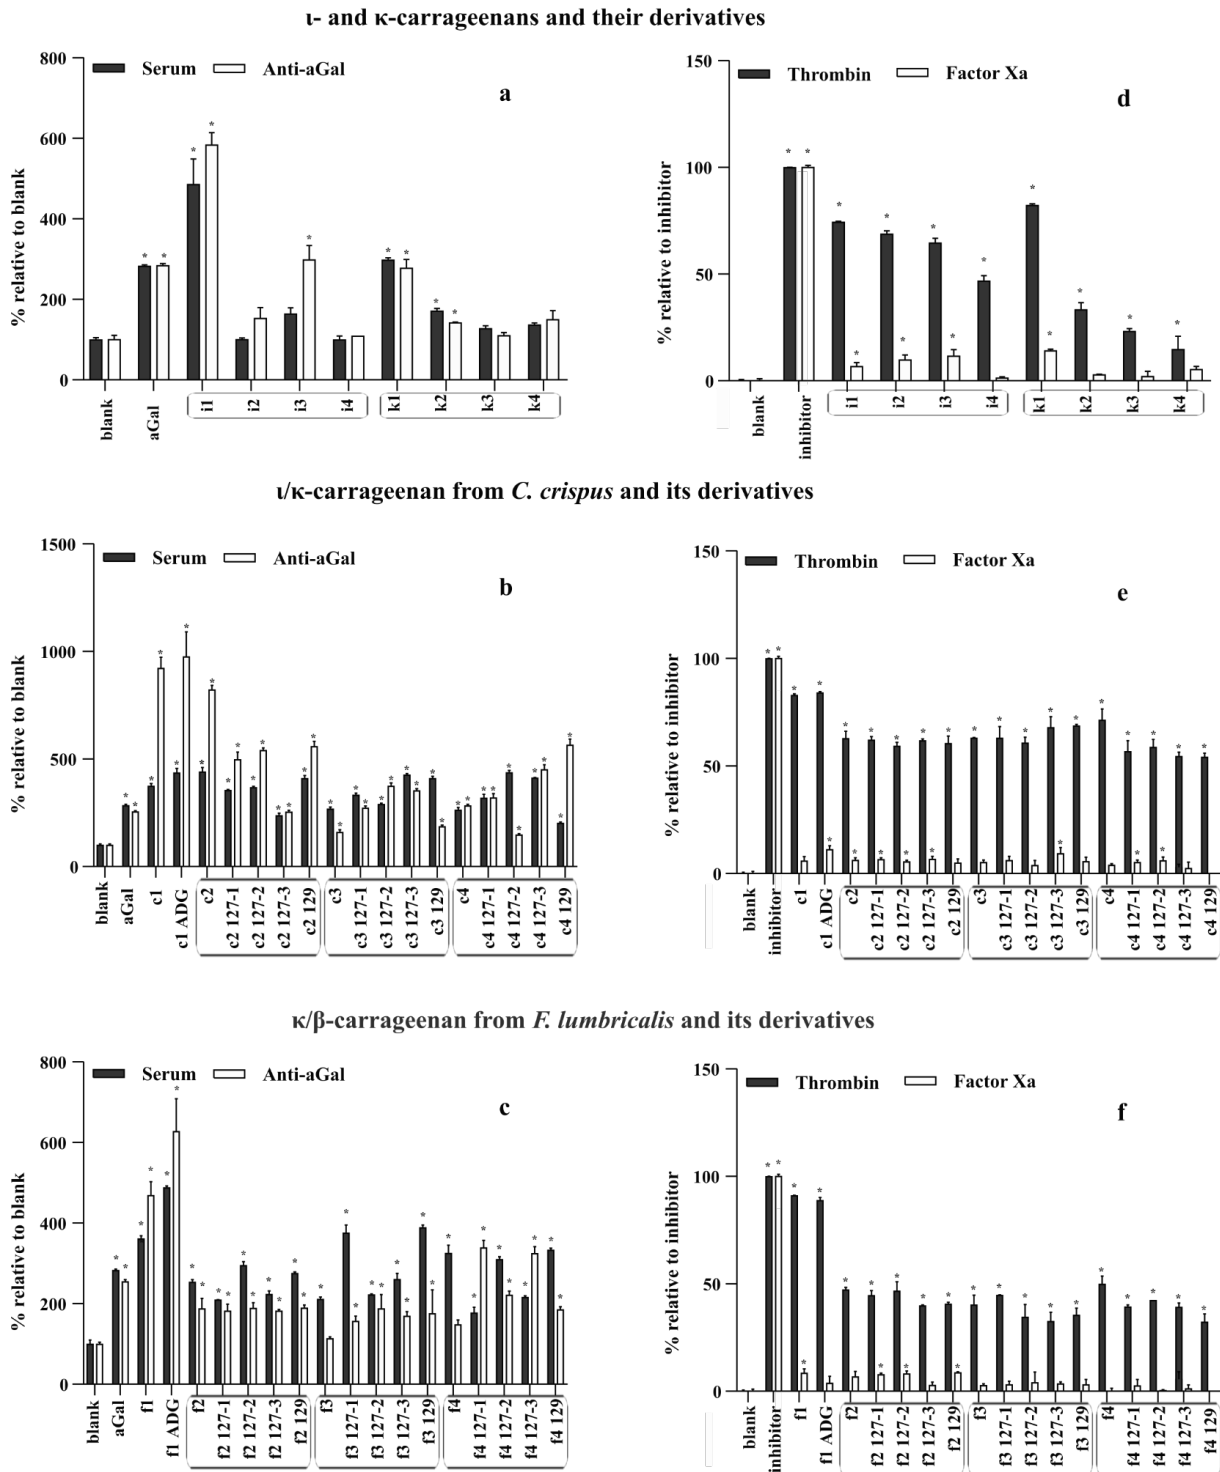 ι- and κ-carrageenans and their derivatives
800
600
400
200
0
% relative to blank
Serum
Anti-aGal
a
blank
aGal
i1
i2
i3
i4
k1
k2
k3
k4
150
100
50
0
% relative to inhibitor
Thrombin
Factor Xa
d
blank
inhibitor
i1
i2
i3
i4
k1
k2
k3
k4
ι/κ-carrageenan from C. crispus and its derivatives
1500
1000
500
0
% relative to blank
Serum
Anti-aGal
b
blank
aGal
c1
c1 ADG
c2
c2 127-1
c2 127-2
c2 127-3
c2 129
c3
c3 127-1
c3 127-2
c3 127-3
c3 129
c4
c4 127-1
c4 127-2
c4 127-3
c4 129
150
100
50
0
% relative to inhibitor
Thrombin
Factor Xa
e
blank
inhibitor
c1
c1 ADG
c2
c2 127-1
c2 127-2
c2 127-3
c2 129
c3
c3 127-1
c3 127-2
c3 127-3
c3 129
c4
c4 127-1
c4 127-2
c4 127-3
c4 129
κ/β-carrageenan from F. lumbricalis and its derivatives
800
600
400
200
0
% relative to blank
Serum
Anti-aGal
c
blank
aGal
f1
f1 ADG
f2
f2 127-1
f2 127-2
f2 127-3
f2 129
f3
f3 127-1
f3 127-2
f3 127-3
f3 129
f4
f4 127-1
f4 127-2
f4 127-3
f4 129
150
100
50
0
% relative to inhibitor
Thrombin
Factor Xa
f
blank
inhibitor
f1
f1 ADG
f2
f2 127-1
f2 127-2
f2 127-3
f2 129
f3
f3 127-1
f3 127-2
f3 127-3
f3 129
f4
f4 127-1
f4 127-2
f4 127-3
f4 129